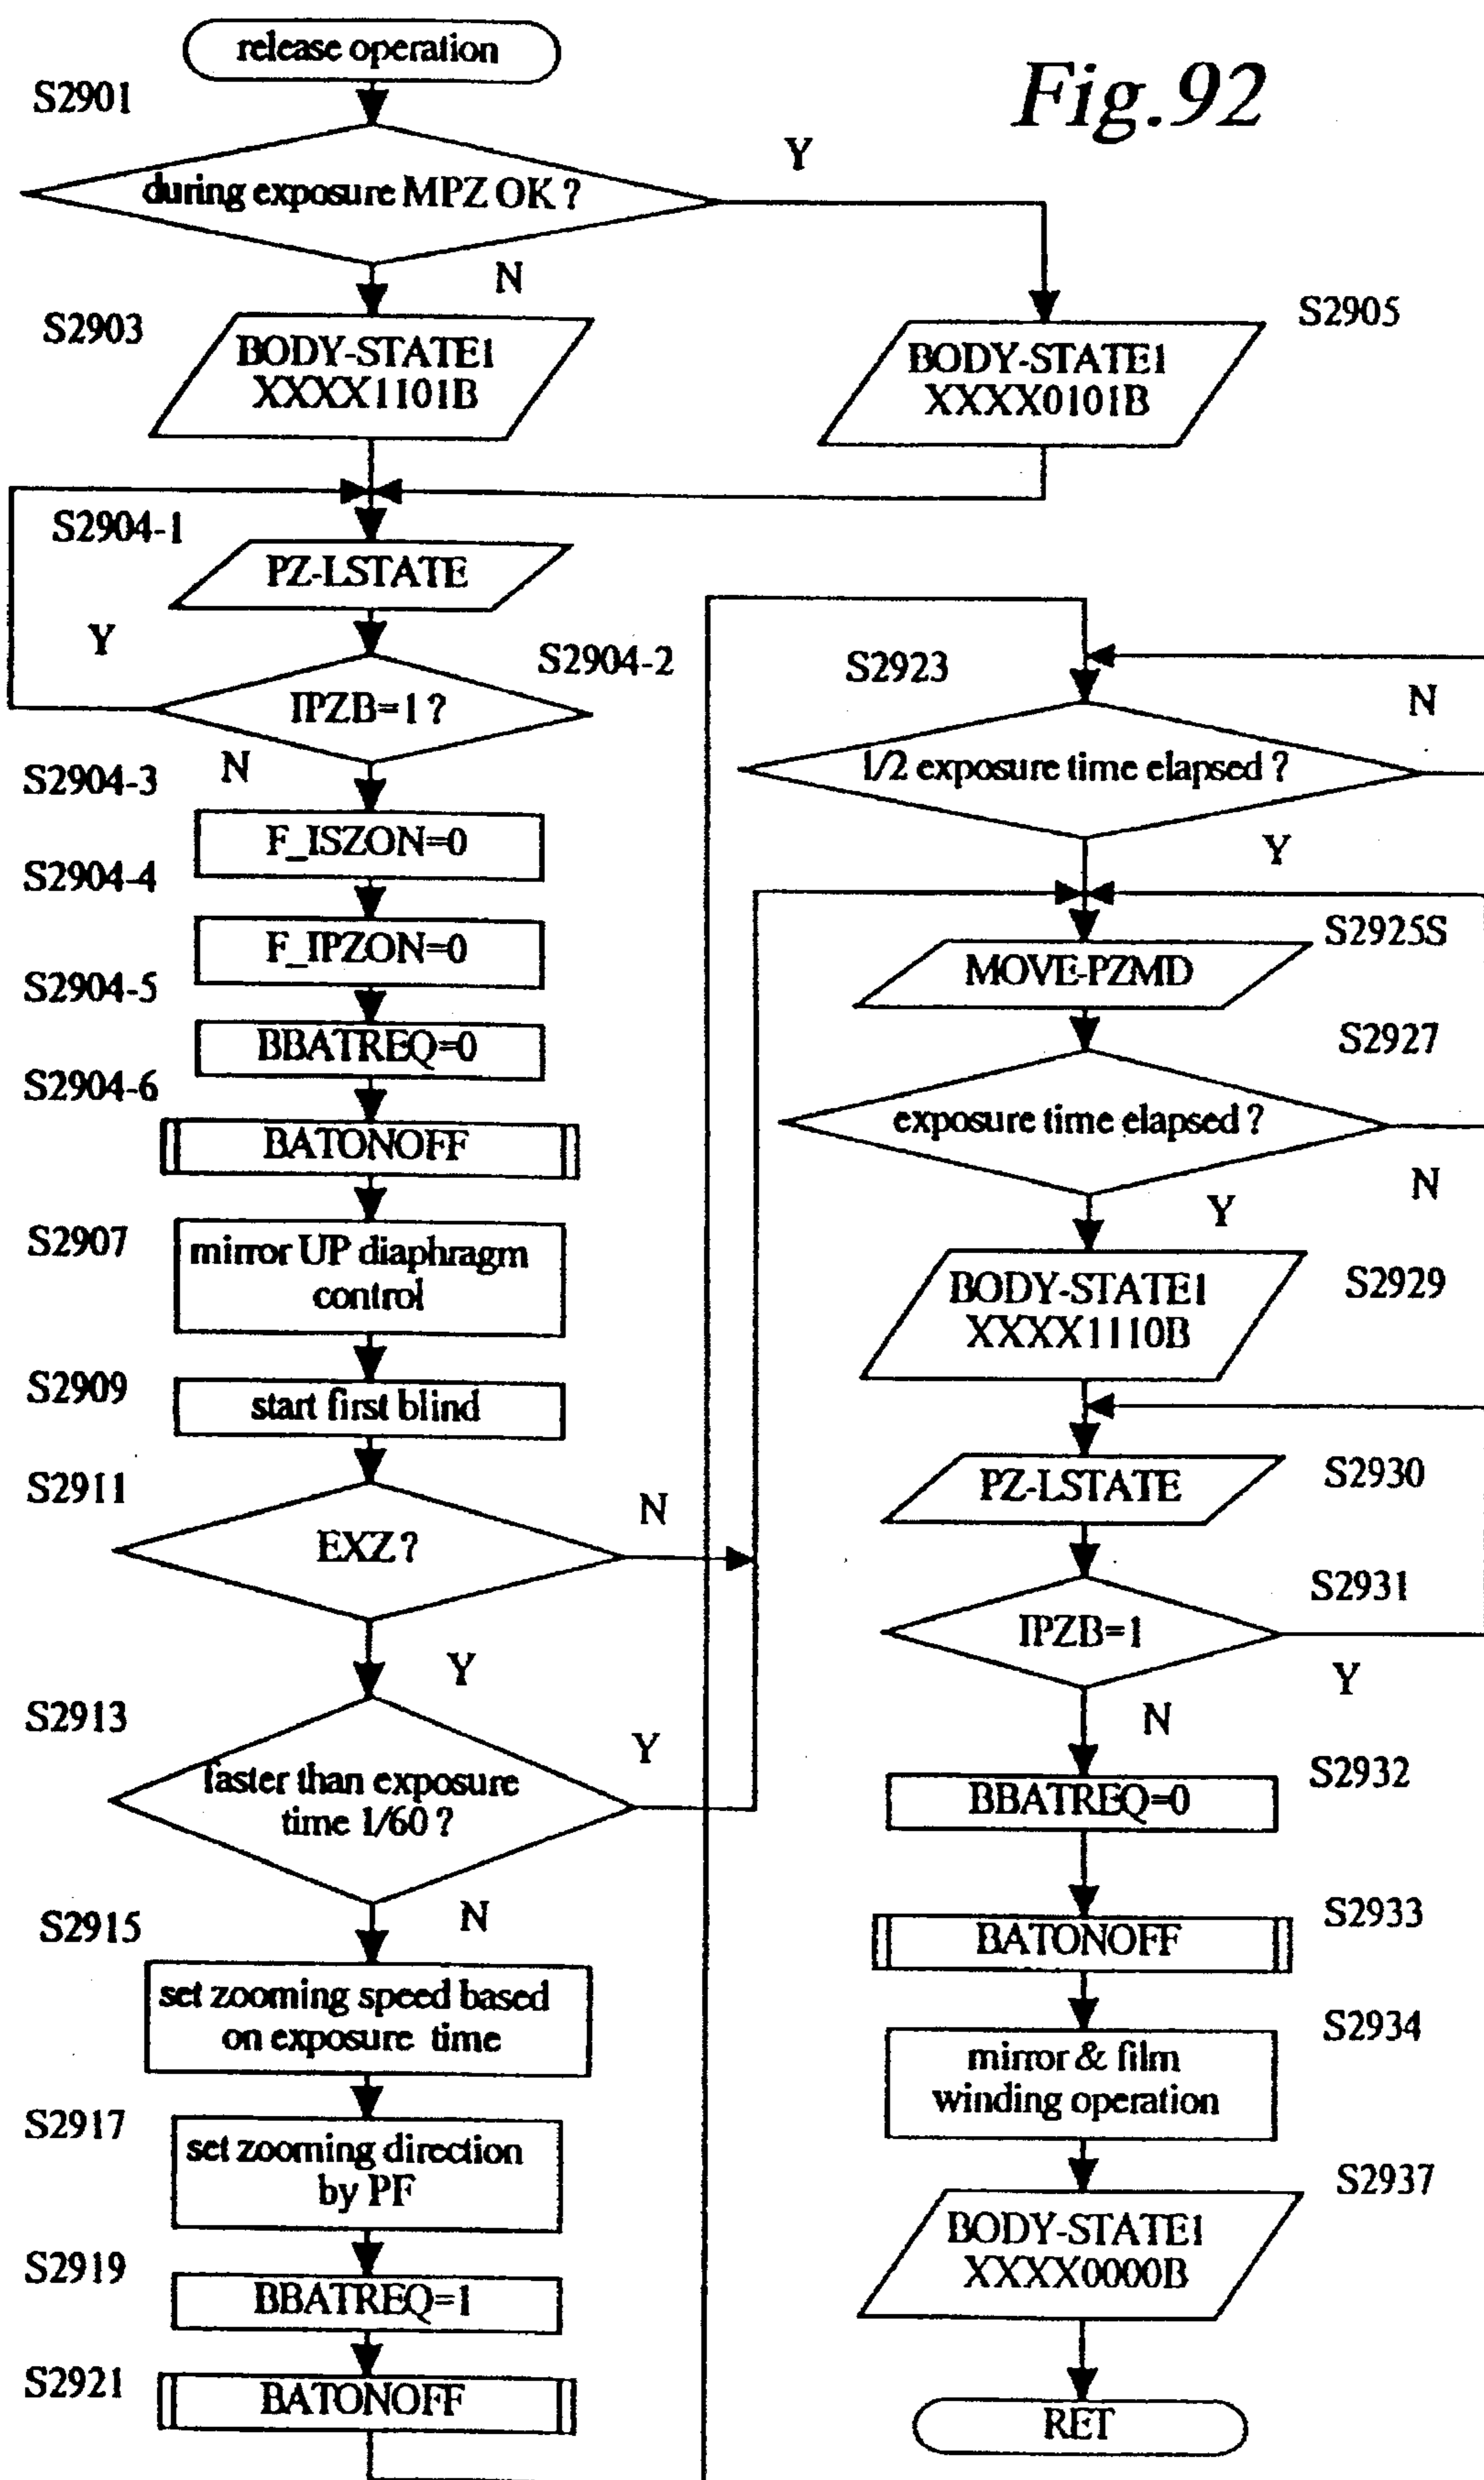 Fig.92
release operation
S2901
during exposure MPZ OK ?
Y
N
S2903
BODY-STATE1
XXXX1101B
S2905
BODY-STATE1
XXXX0101B
S2904-1
PZ-LSTATE
Y
S2904-2
IPZB=1 ?
N
S2904-3
F_ISZON=0
S2904-4
F_IPZON=0
S2904-5
BBATREQ=0
S2904-6
BATONOFF
S2907
mirror UP diaphragm
control
S2909
start first blind
S2911
EXZ ?
N
Y
S2913
faster than exposure
time 1/60 ?
Y
N
S2915
set zooming speed based
on exposure time
S2917
set zooming direction
by PF
S2919
BBATREQ=1
S2921
BATONOFF
S2923
1/2 exposure time elapsed ?
N
Y
S2925S
MOVE-PZMD
S2927
exposure time elapsed ?
N
Y
S2929
BODY-STATE1
XXXX1110B
S2930
PZ-LSTATE
S2931
IPZB=1
Y
N
S2932
BBATREQ=0
S2933
BATONOFF
S2934
mirror & film
winding operation
S2937
BODY-STATE1
XXXX0000B
RET